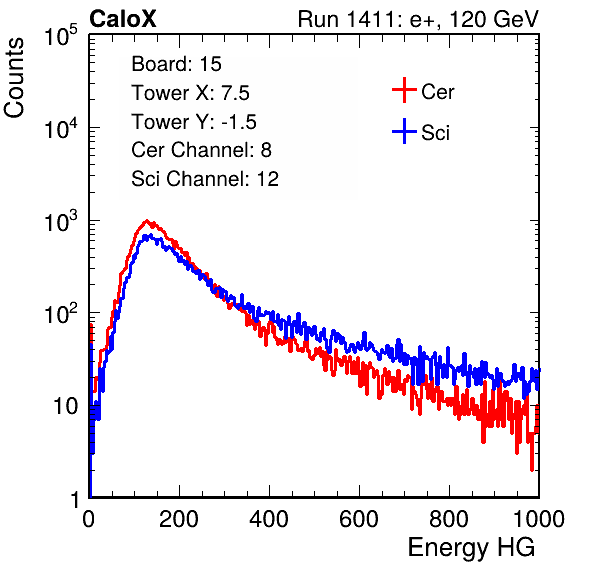 CaloX Run 1411: e+, 120 GeV
Counts
10^5
10^4
10^3
10^2
10
1
Board: 15
Tower X: 7.5
Tower Y: -1.5
Cer Channel: 8
Sci Channel: 12
Cer
Sci
0 200 400 600 800 1000
Energy HG